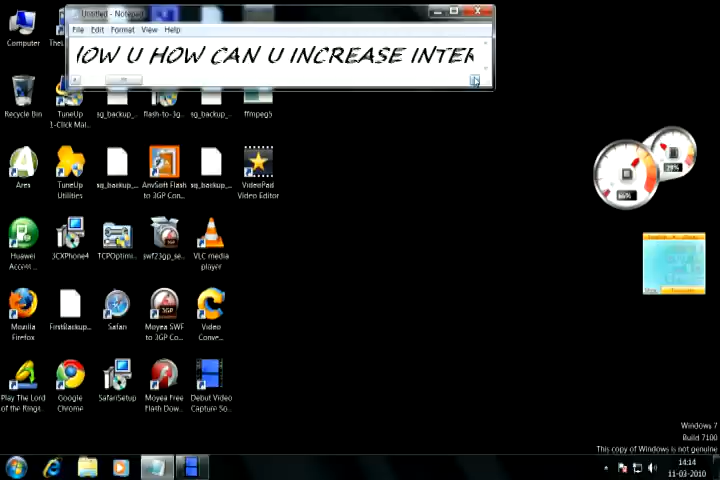 Untitled - Notepad
File Edit Format View Help
HOW U HOW CAN U INCREASE INTER
Computer
Recycle Bin TuneUp 1-Click Mai... sg_backup_... flash-to-3g... sg_backup_... ffmpeg5
Ares TuneUp Utilities sg_backup_... AnvSoft Flash to 3GP Con... sg_backup_... VideoPad Video Editor
Huawei Access ... 3CXPhone4 TCPOptimi... swf23gp_se... VLC media player
Mozilla Firefox FirstBackup... Safari Moyea SWF to 3GP Co... Video Conve...
Play The Lord of the Rings... Google Chrome SafariSetup Moyea Free Flash Dow... Debut Video Capture So...
Windows 7
Build 7100
This copy of Windows is not genuine
14:14
11-03-2010